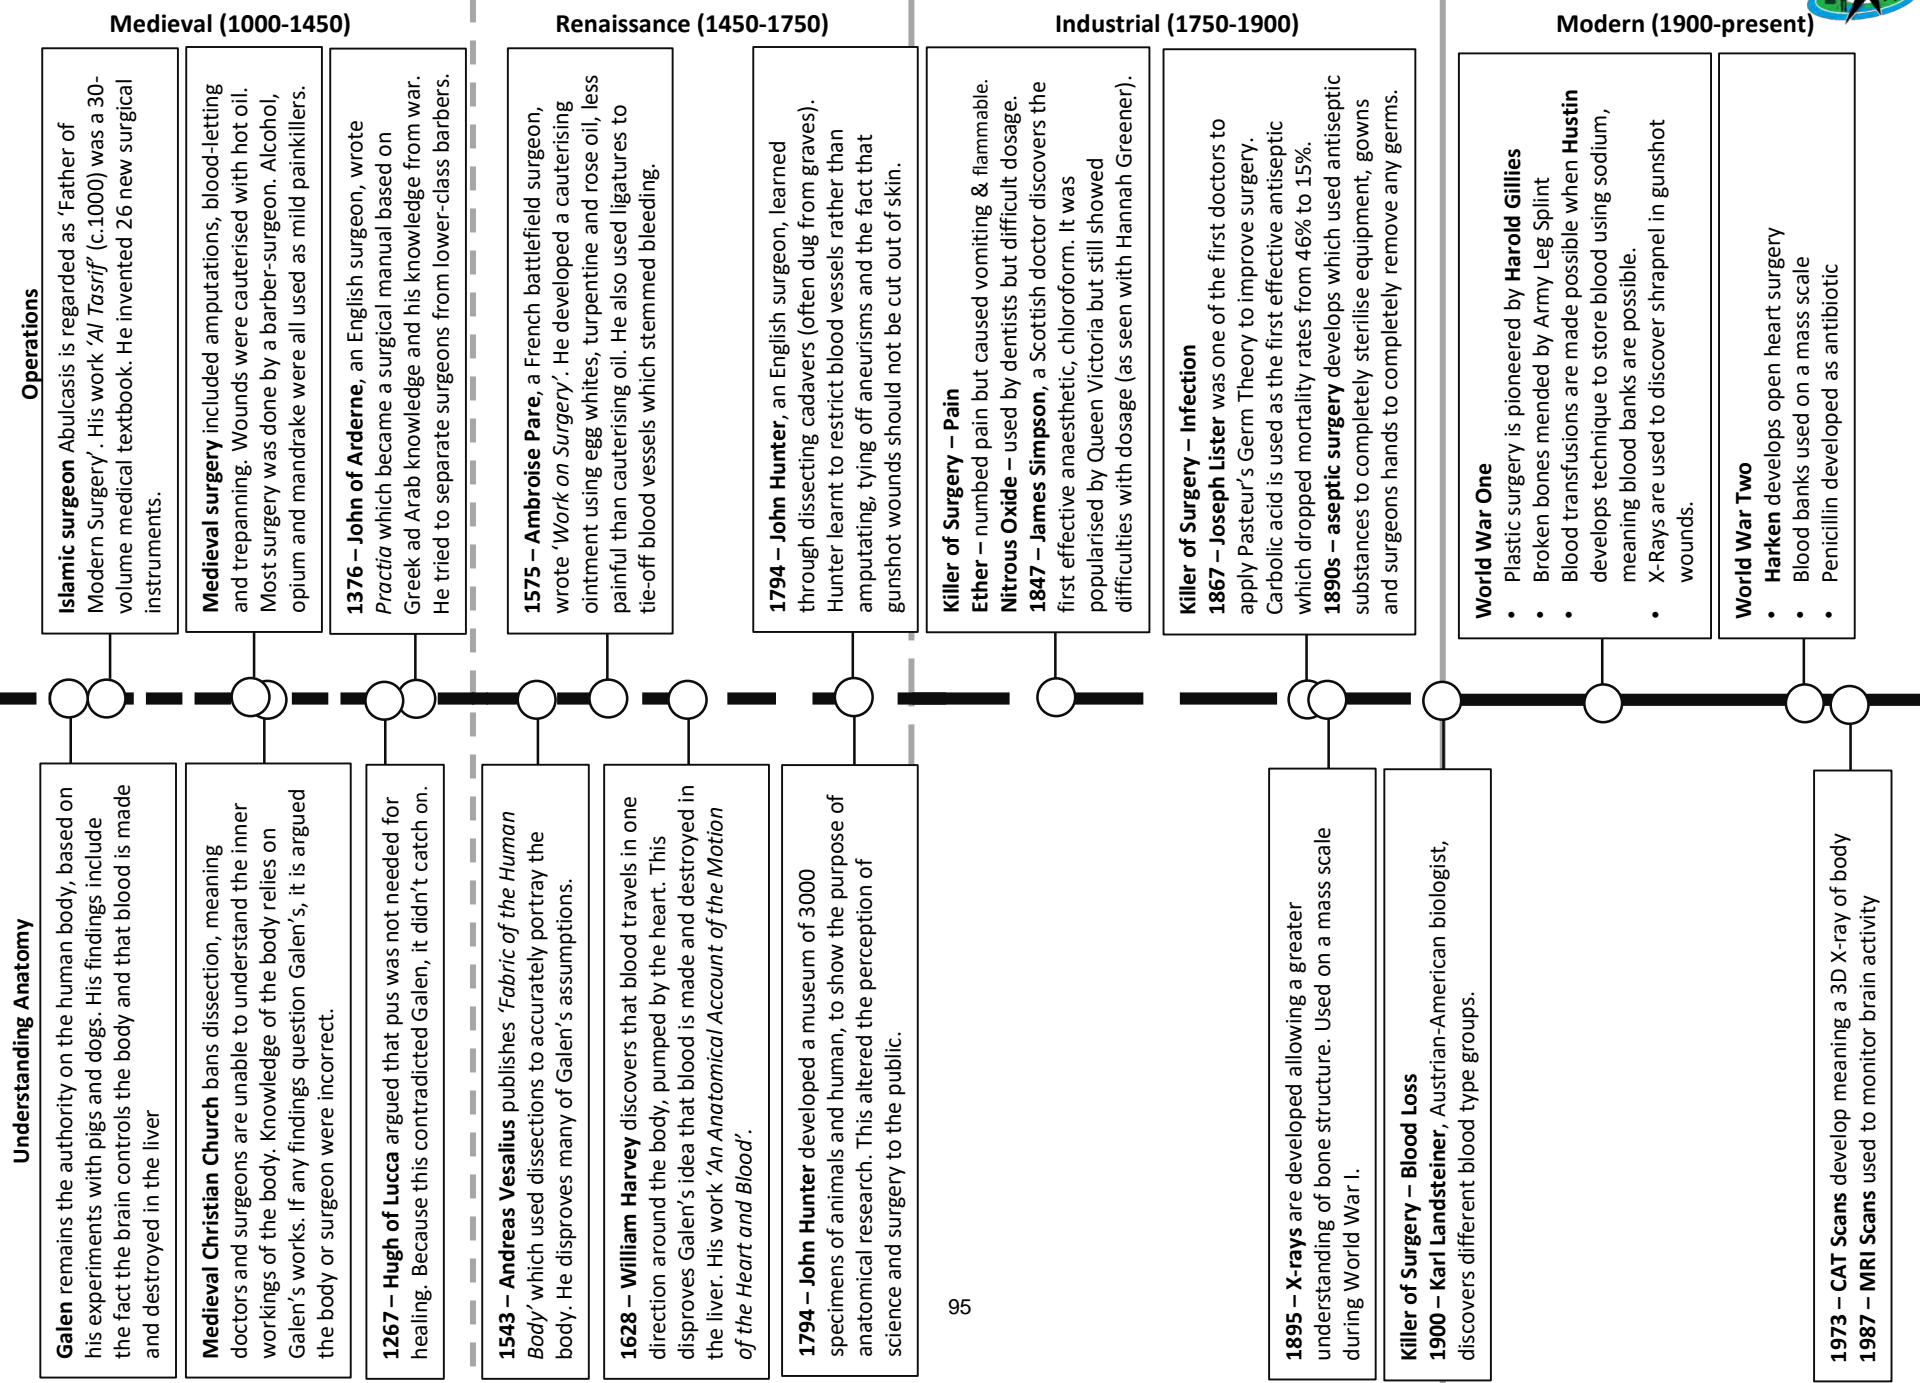 Medieval (1000-1450)
Renaissance (1450-1750)
Industrial (1750-1900)
Modern (1900-present)
Operations
Islamic surgeon Abulcasis is regarded as ‘Father of
Modern Surgery’. His work ‘Al Tasrif’ (c.1000) was a 30-
volume medical textbook. He invented 26 new surgical
instruments.
Medieval surgery included amputations, blood-letting
and trepanning. Wounds were cauterised with hot oil.
Most surgery was done by a barber-surgeon. Alcohol,
opium and mandrake were all used as mild painkillers.
1376 – John of Arderne, an English surgeon, wrote
Practia which became a surgical manual based on
Greek ad Arab knowledge and his knowledge from war.
He tried to separate surgeons from lower-class barbers.
1575 – Ambroise Pare, a French battlefield surgeon,
wrote ‘Work on Surgery’. He developed a cauterising
ointment using egg whites, turpentine and rose oil, less
painful than cauterising oil. He also used ligatures to
tie-off blood vessels which stemmed bleeding.
1794 – John Hunter, an English surgeon, learned
through dissecting cadavers (often dug from graves).
Hunter learnt to restrict blood vessels rather than
amputating, tying off aneurisms and the fact that
gunshot wounds should not be cut out of skin.
Killer of Surgery – Pain
Ether – numbed pain but caused vomiting & flammable.
Nitrous Oxide – used by dentists but difficult dosage.
1847 – James Simpson, a Scottish doctor discovers the
first effective anaesthetic, chloroform. It was
popularised by Queen Victoria but still showed
difficulties with dosage (as seen with Hannah Greener).
Killer of Surgery – Infection
1867 – Joseph Lister was one of the first doctors to
apply Pasteur’s Germ Theory to improve surgery.
Carbolic acid is used as the first effective antiseptic
which dropped mortality rates from 46% to 15%.
1890s – aseptic surgery develops which used antiseptic
substances to completely sterilise equipment, gowns
and surgeons hands to completely remove any germs.
World War One
• Plastic surgery is pioneered by Harold Gillies
• Broken bones mended by Army Leg Splint
• Blood transfusions are made possible when Hustin
develops technique to store blood using sodium,
meaning blood banks are possible.
• X-Rays are used to discover shrapnel in gunshot
wounds.
World War Two
• Harken develops open heart surgery
• Blood banks used on a mass scale
• Penicillin developed as antibiotic
Understanding Anatomy
Galen remains the authority on the human body, based on
his experiments with pigs and dogs. His findings include
the fact the brain controls the body and that blood is made
and destroyed in the liver
Medieval Christian Church bans dissection, meaning
doctors and surgeons are unable to understand the inner
workings of the body. Knowledge of the body relies on
Galen’s works. If any findings question Galen’s, it is argued
the body or surgeon were incorrect.
1267 – Hugh of Lucca argued that pus was not needed for
healing. Because this contradicted Galen, it didn’t catch on.
1543 – Andreas Vesalius publishes ‘Fabric of the Human
Body’ which used dissections to accurately portray the
body. He disproves many of Galen’s assumptions.
1628 – William Harvey discovers that blood travels in one
direction around the body, pumped by the heart. This
disproves Galen’s idea that blood is made and destroyed in
the liver. His work ‘An Anatomical Account of the Motion
of the Heart and Blood’.
1794 – John Hunter developed a museum of 3000
specimens of animals and human, to show the purpose of
anatomical research. This altered the perception of
science and surgery to the public.
1895 – X-rays are developed allowing a greater
understanding of bone structure. Used on a mass scale
during World War I.
Killer of Surgery – Blood Loss
1900 – Karl Landsteiner, Austrian-American biologist,
discovers different blood type groups.
1973 – CAT Scans develop meaning a 3D X-ray of body
1987 – MRI Scans used to monitor brain activity
95